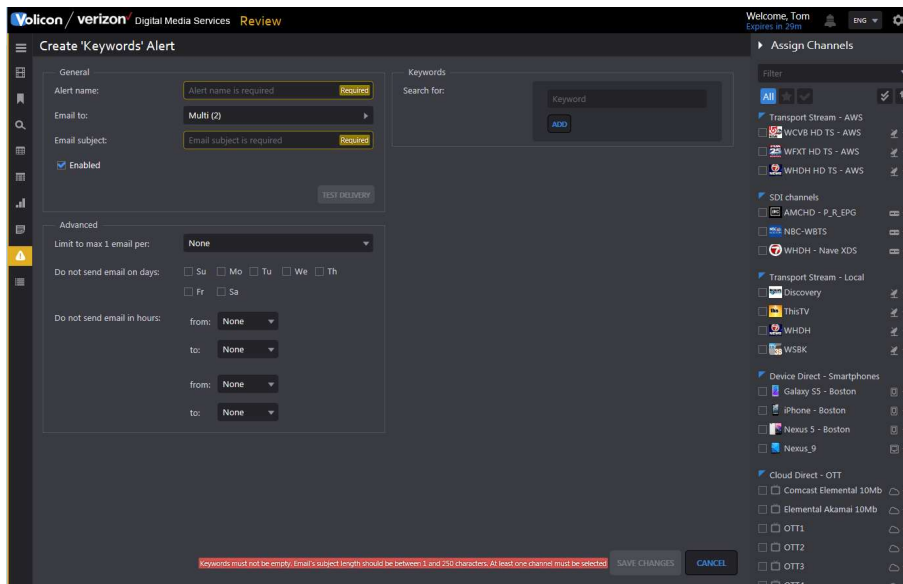 Volicon / verizon✓ Digital Media Services Review
Welcome, Tom
Expires in 29m
ENG
Create 'Keywords' Alert
General
Alert name:
Alert name is required
Required
Email to:
Multi (2)
Email subject:
Email subject is required
Required
Enabled
TEST DELIVERY
Advanced
Limit to max 1 email per:
None
Do not send email on days:
Su Mo Tu We Th
Fr Sa
Do not send email in hours:
from: None
to: None
from: None
to: None
Keywords
Search for:
Keyword
ADD
Assign Channels
Filter
All
Transport Stream - AWS
WCVB HD TS - AWS
WFXT HD TS - AWS
WHDH HD TS - AWS
SDI channels
AMCHD - P_R_EPG
NBC-WBTS
WHDH - Nave XDS
Transport Stream - Local
Discovery
ThisTV
WHDH
WSBK
Device Direct - Smartphones
Galaxy S5 - Boston
iPhone - Boston
Nexus 5 - Boston
Nexus_9
Cloud Direct - OTT
Comcast Elemental 10Mb
Elemental Akamai 10Mb
OTT1
OTT2
OTT3
Keywords must not be empty. Email's subject length should be between 1 and 250 characters. At least one channel must be selected
SAVE CHANGES
CANCEL